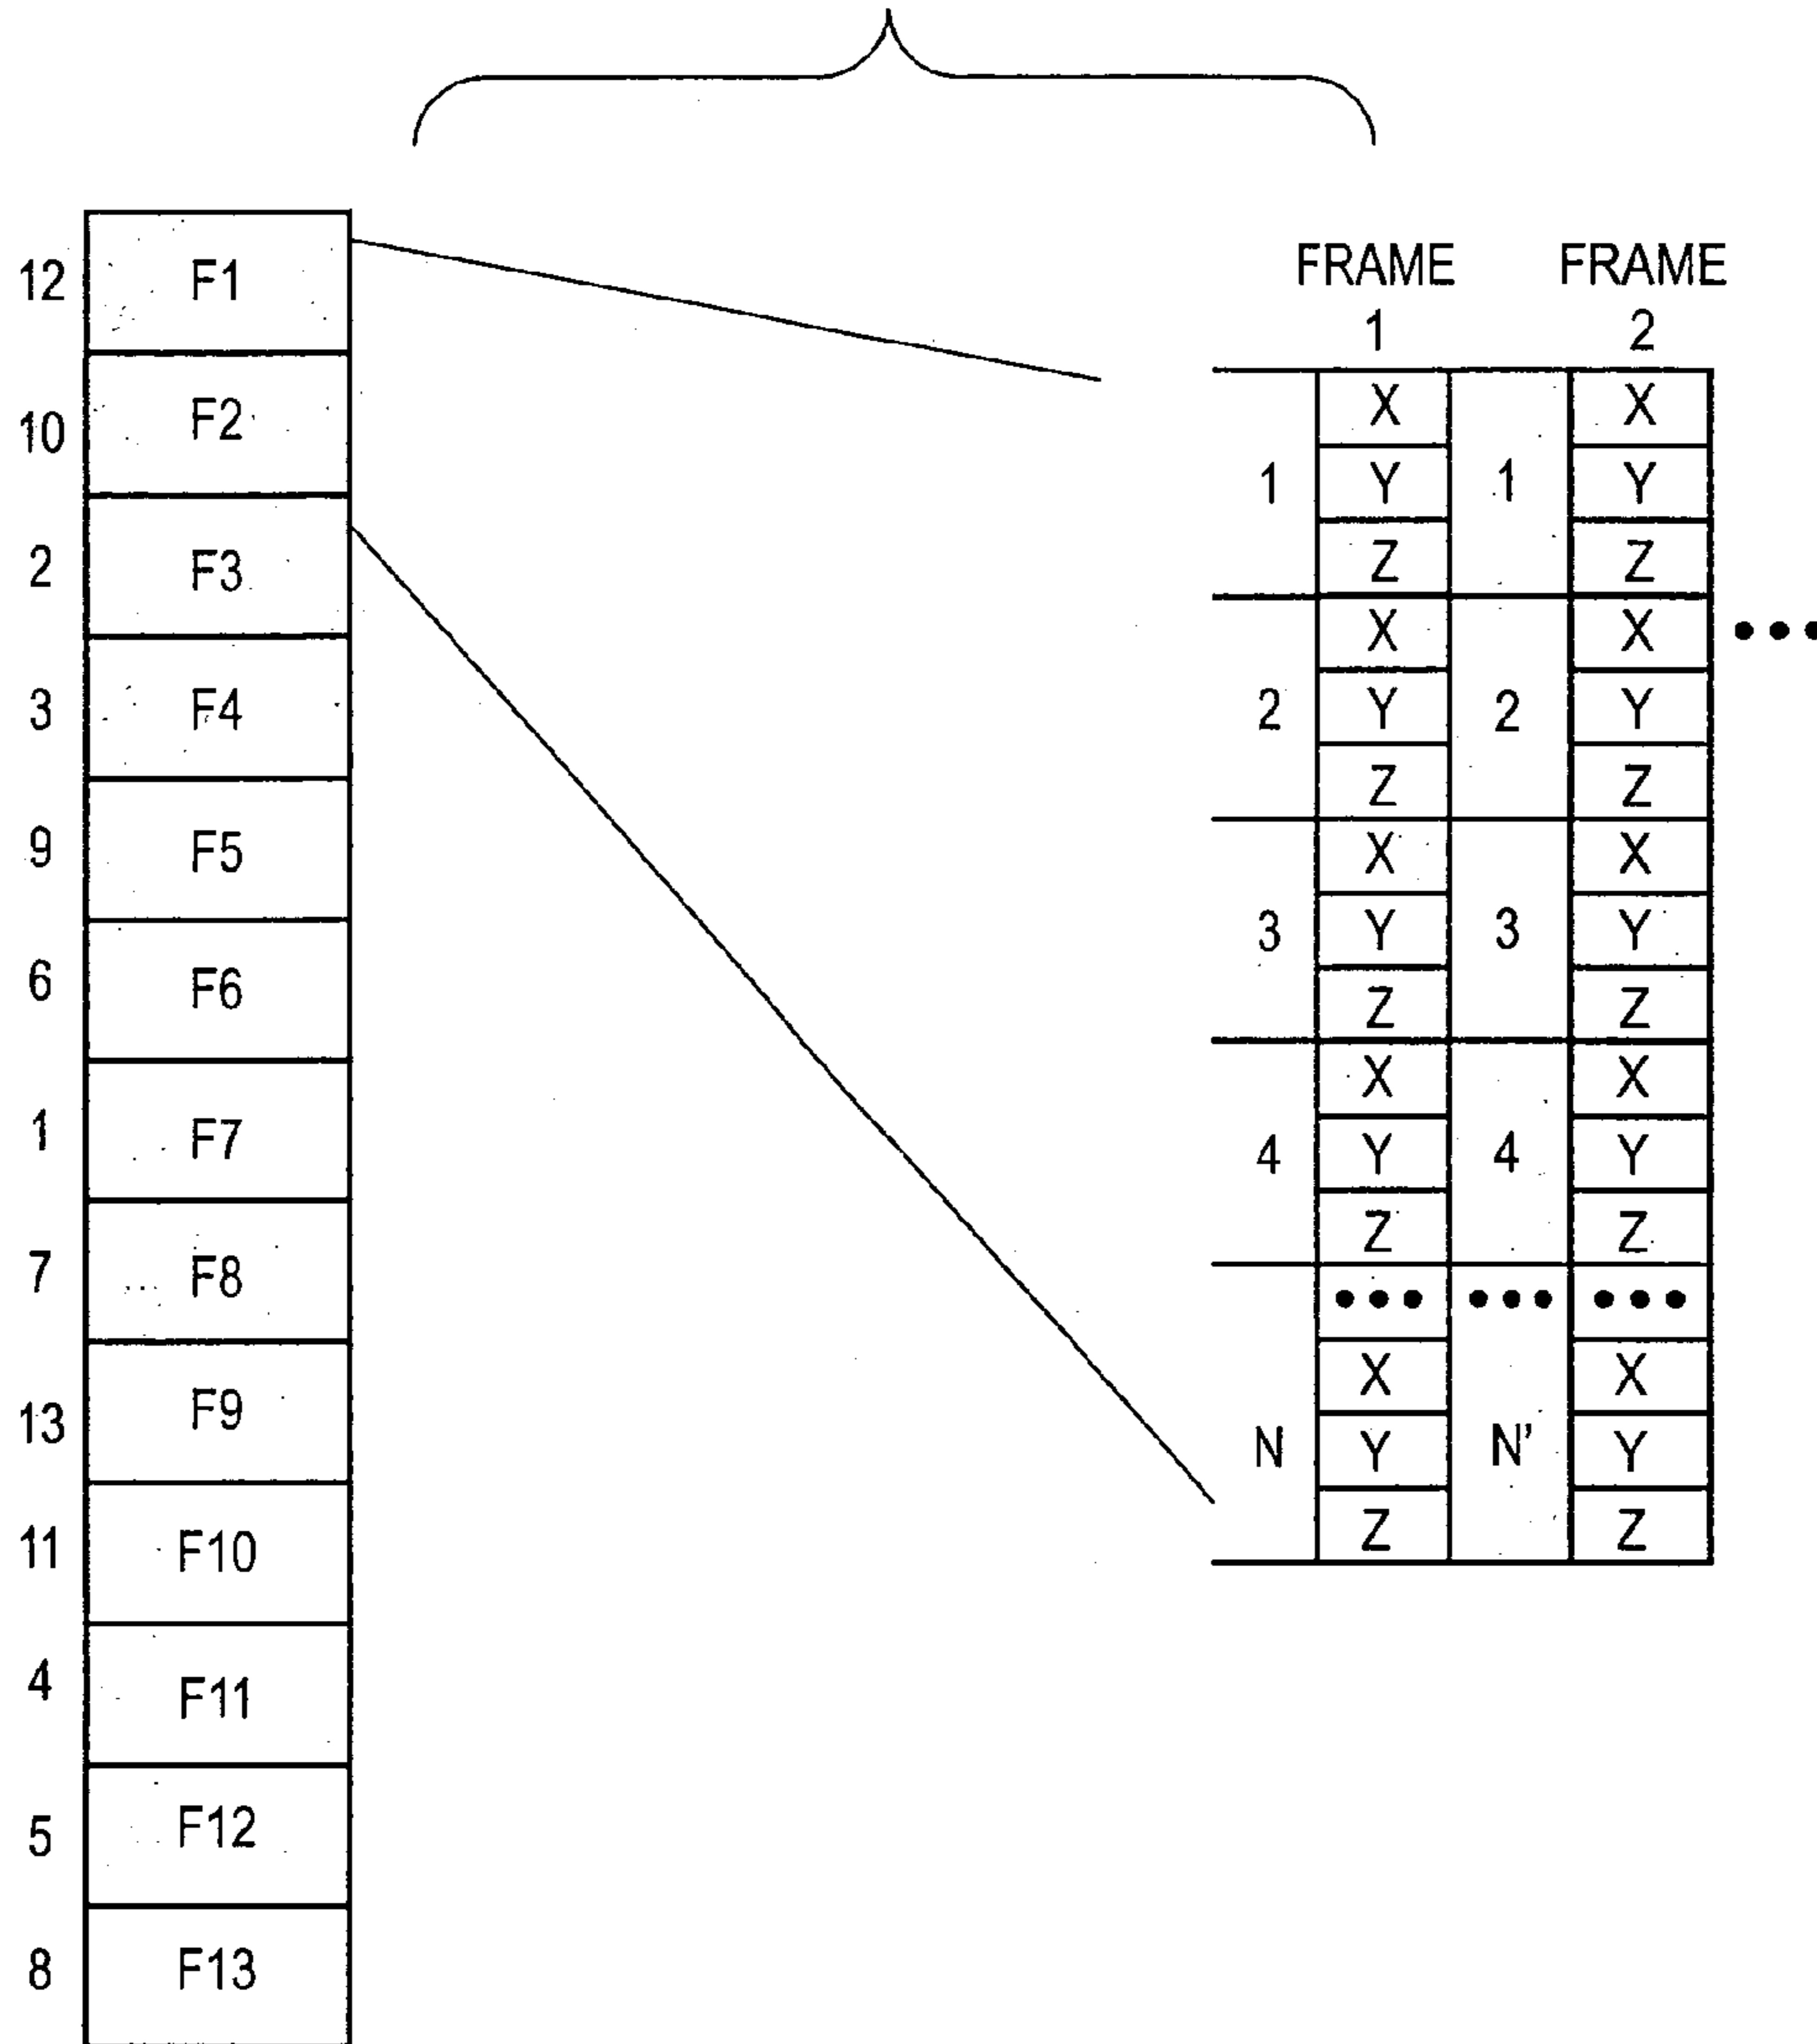 12 F1
10 F2
2 F3
3 F4
9 F5
6 F6
1 F7
7 F8
13 F9
11 F10
4 F11
5 F12
8 F13
FRAME FRAME
1 2
X X
1 Y 1 Y
Z Z
X X •••
2 Y 2 Y
Z Z
X X
3 Y 3 Y
Z Z
X X
4 Y 4 Y
Z Z
••• ••• •••
X X
N Y N' Y
Z Z